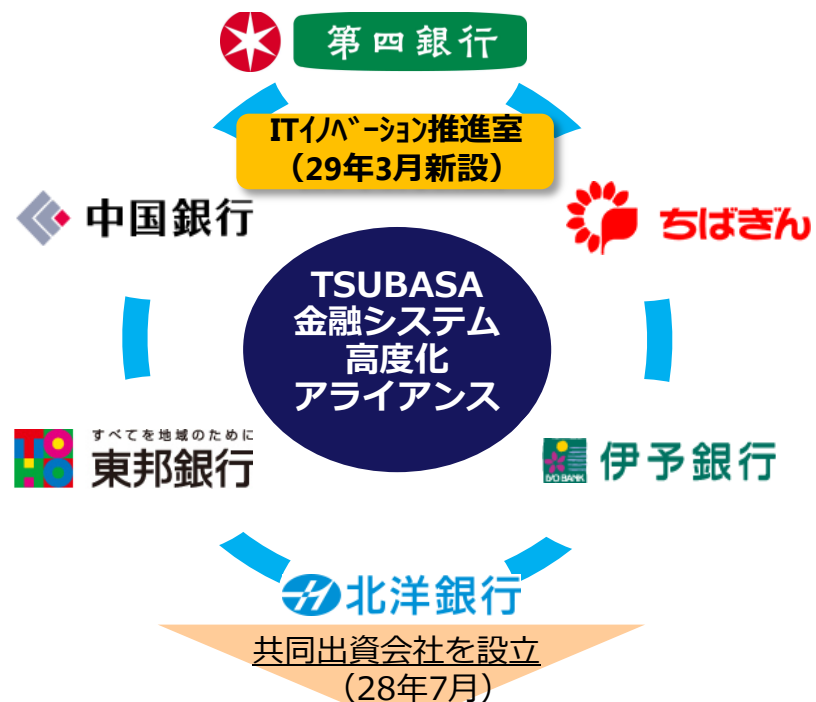 第四銀行
ITｲﾉﾍﾞｰｼｮﾝ推進室
（29年3月新設）
中国銀行
ちばぎん
TSUBASA
金融システム
高度化
アライアンス
TOHO
すべてを地域のために
東邦銀行
IYO BANK
伊予銀行
北洋銀行
共同出資会社を設立
（28年7月）